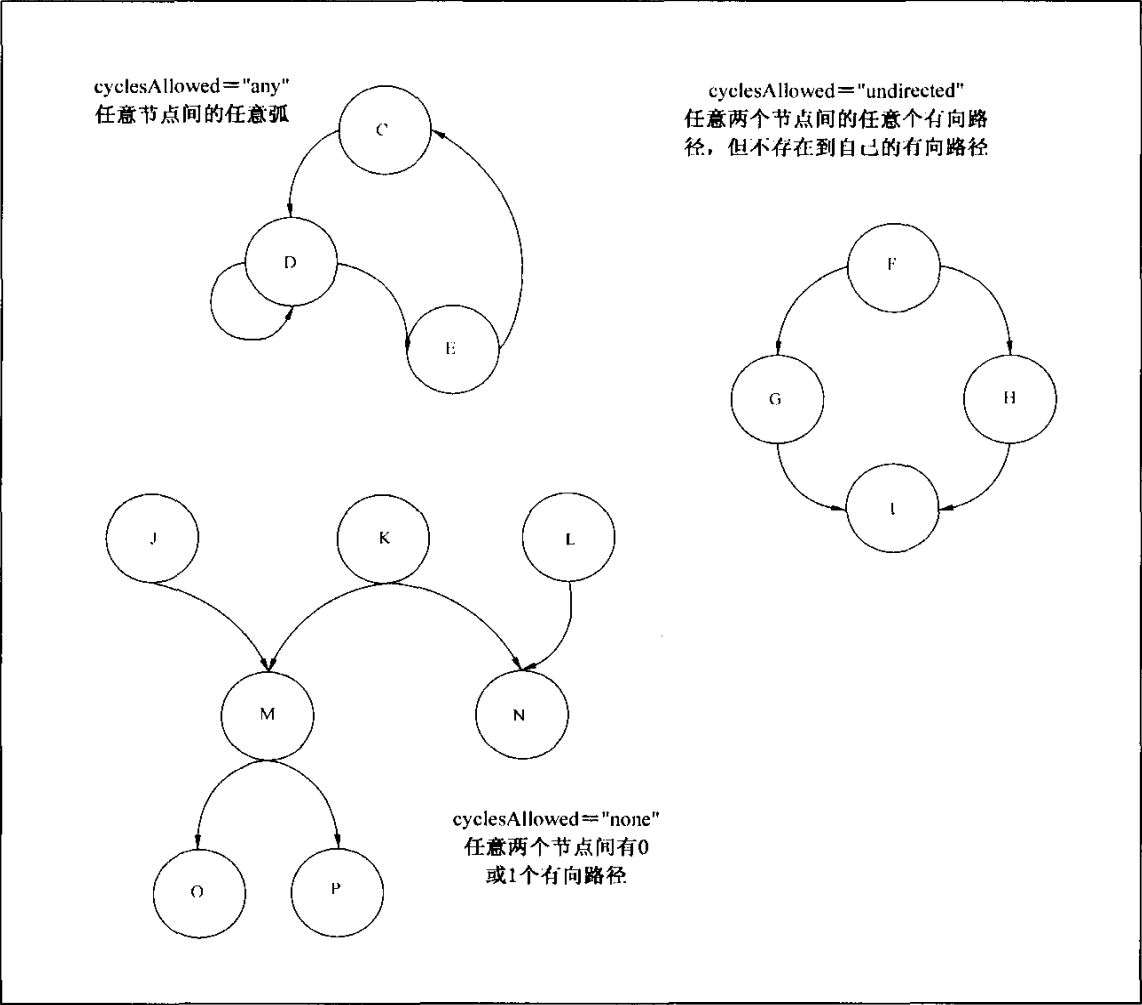 cyclesAllowed="any"
任意节点间的任意弧
C
D
E
cyclesAllowed="undirected"
任意两个节点间的任意个有向路
径，但不存在到自己的有向路径
F
G
H
I
J
K
L
M
N
O
P
cyclesAllowed="none"
任意两个节点间有0
或1个有向路径